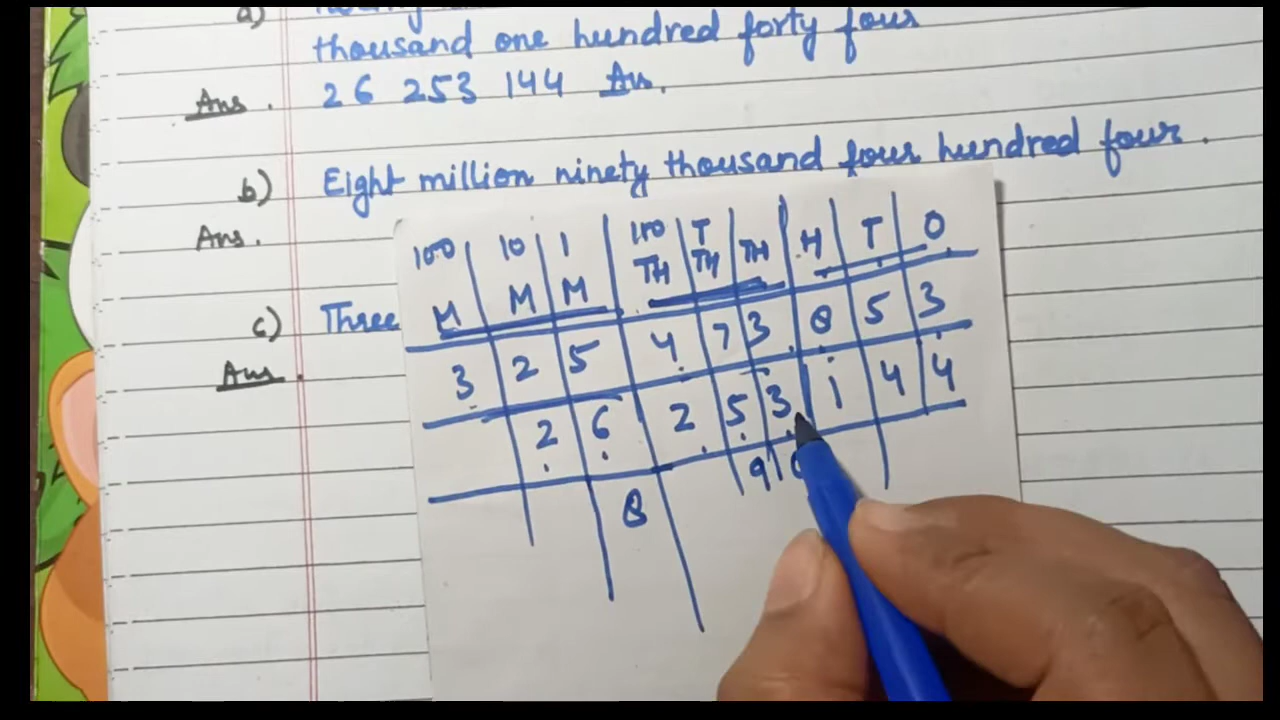 a)
thousand one hundred forty four
Ans. 26 253 144 An.
b) Eight million ninety thousand four hundred four.
Ans.
c) Three
Ans.
100 M 10 M 1 M 100 TH T TH TH H T O
3 2 5 4 7 3 8 5 3
2 6 2 5 3 1 4 4
8 9